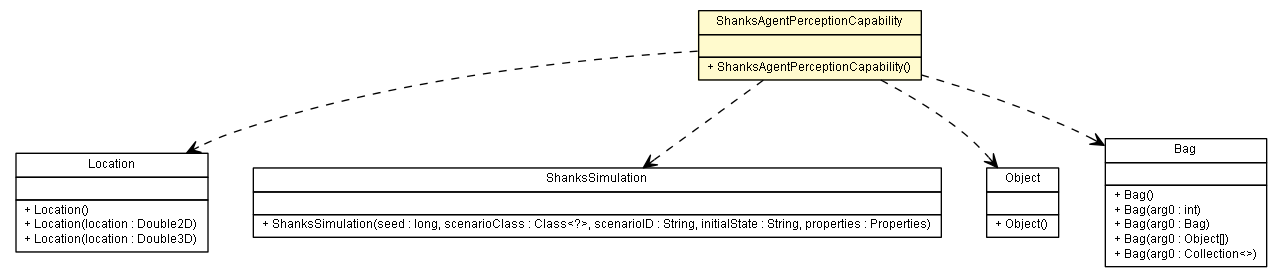 ShanksAgentPerceptionCapability
+ ShanksAgentPerceptionCapability()
Location
+ Location()
+ Location(location : Double2D)
+ Location(location : Double3D)
ShanksSimulation
+ ShanksSimulation(seed : long, scenarioClass : Class<?>, scenarioID : String, initialState : String, properties : Properties)
Object
+ Object()
Bag
+ Bag()
+ Bag(arg0 : int)
+ Bag(arg0 : Bag)
+ Bag(arg0 : Object[])
+ Bag(arg0 : Collection<>)